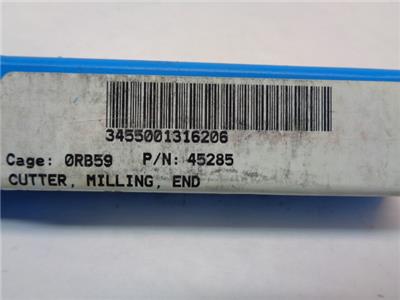 3455001316206
Cage: 0RB59 P/N: 45285
CUTTER, MILLING, END